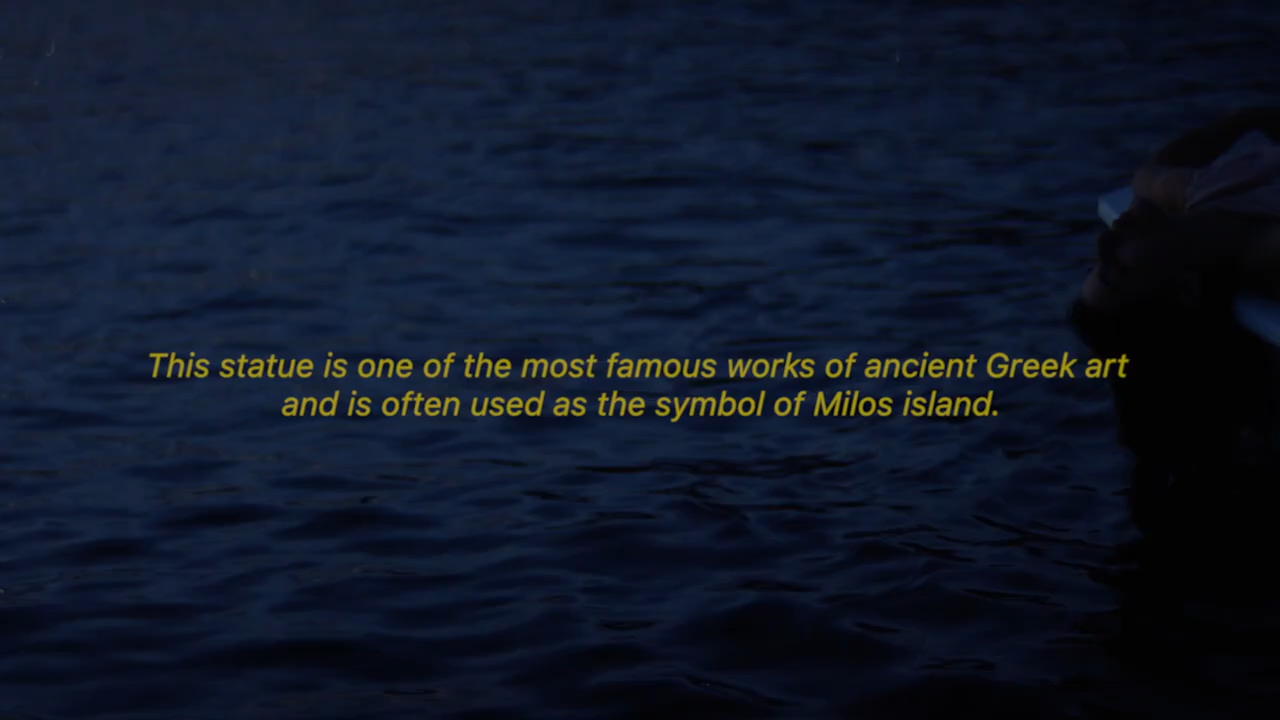 This statue is one of the most famous works of ancient Greek art
and is often used as the symbol of Milos island.